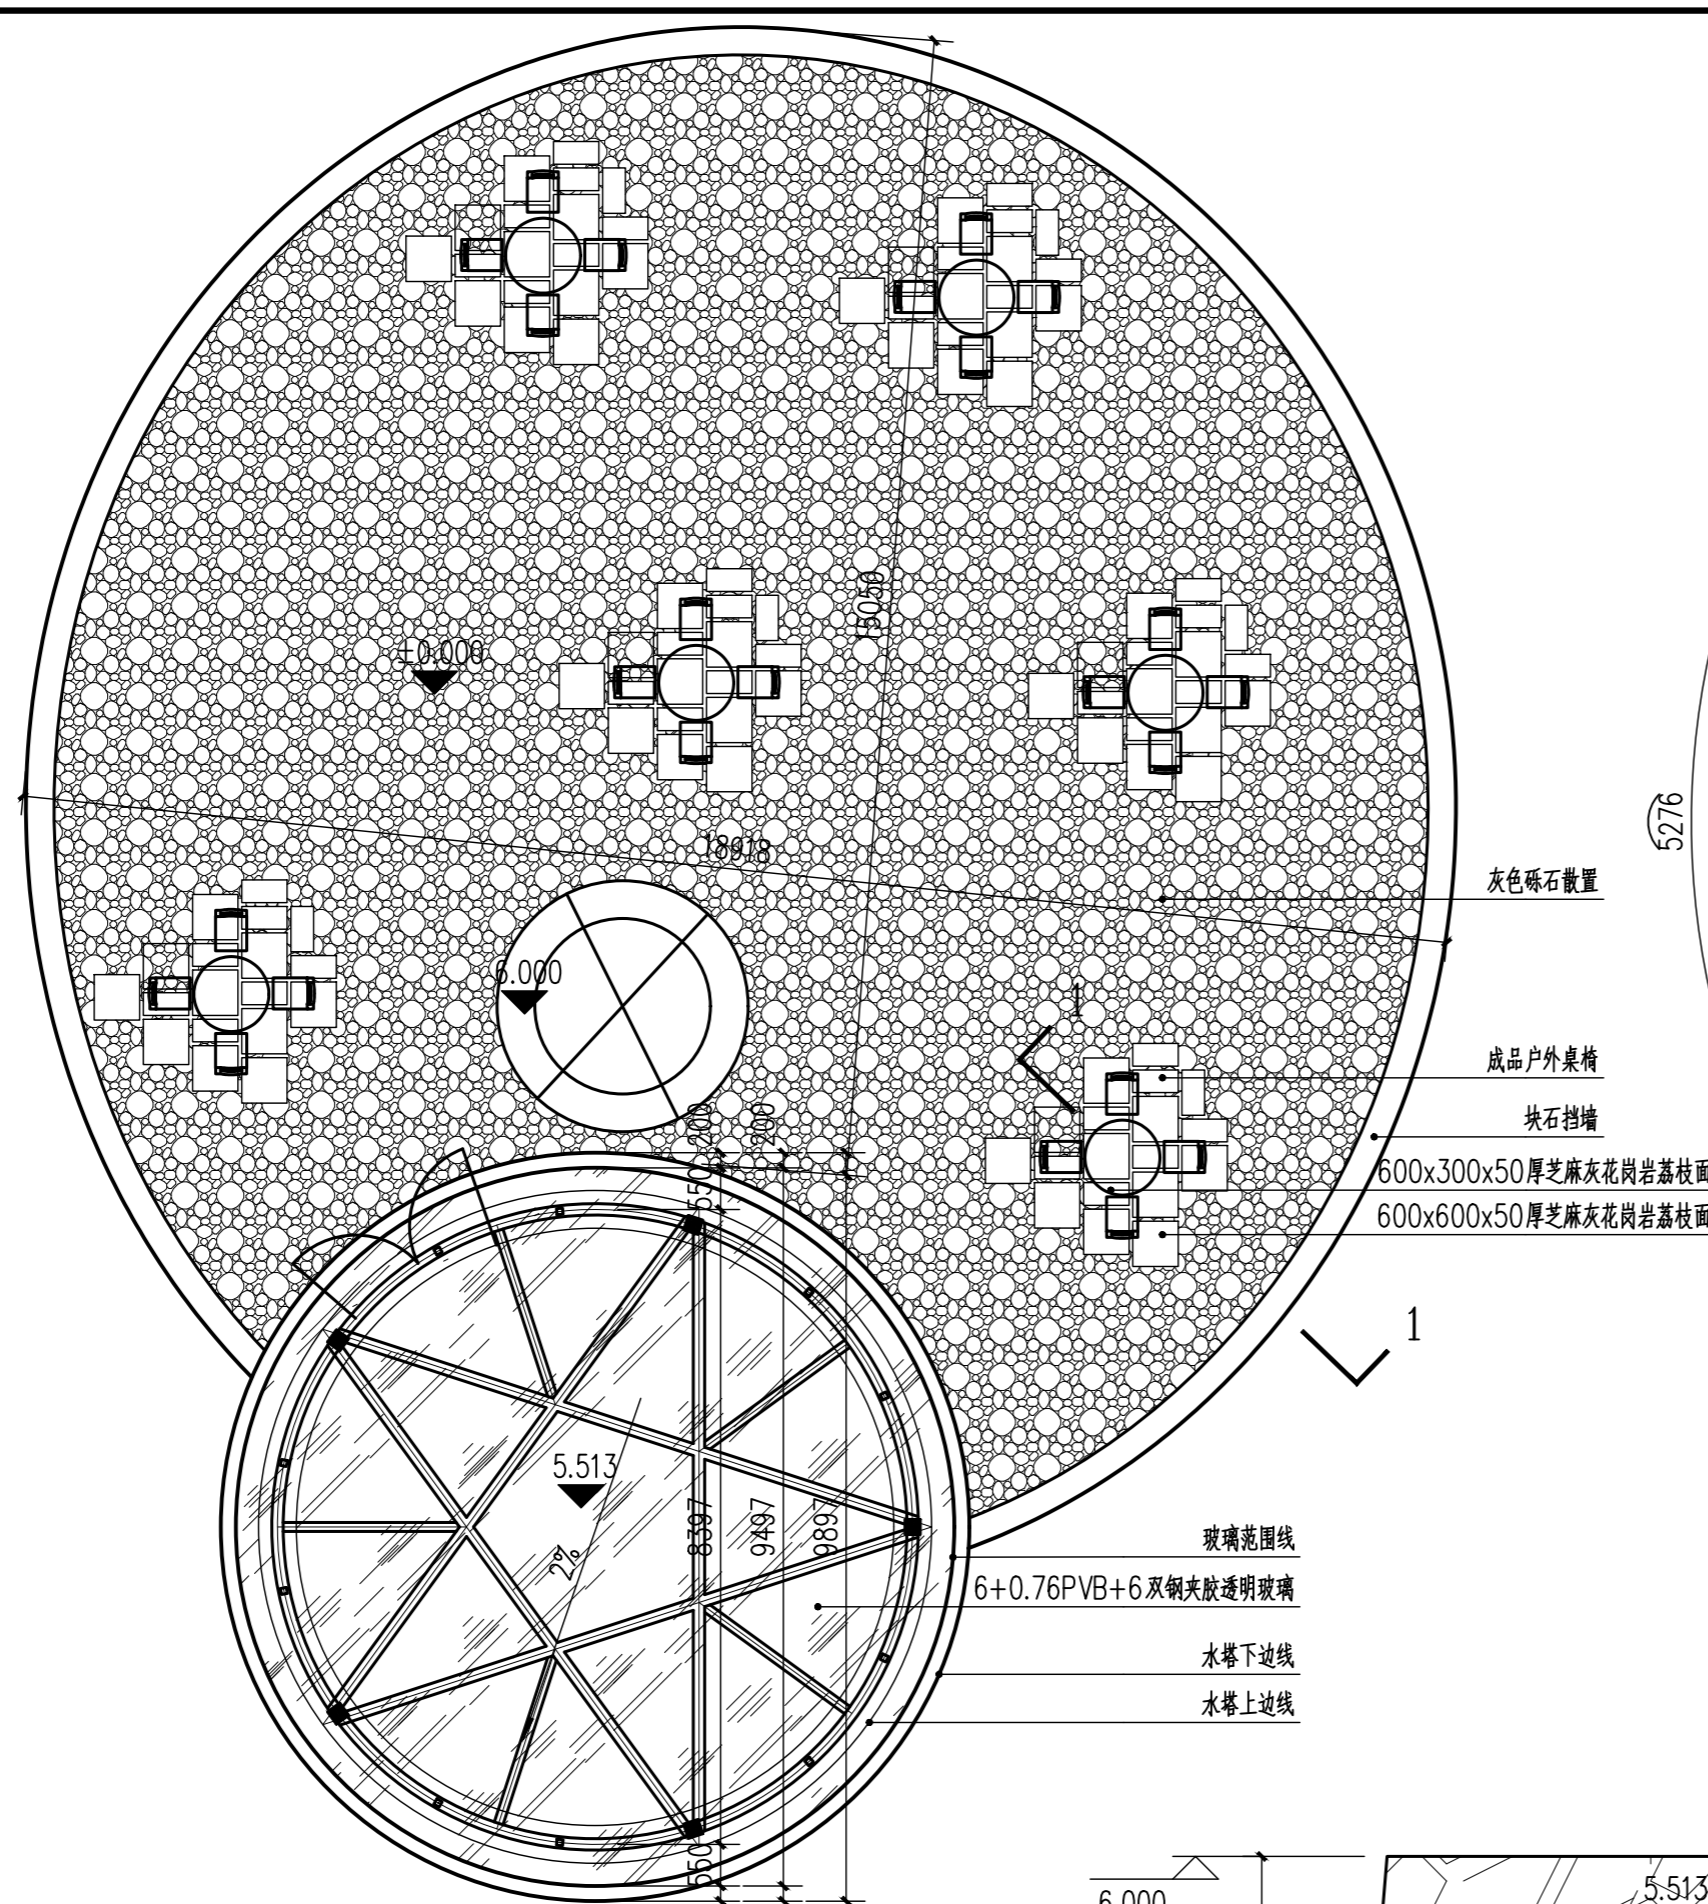 15050
±0.000
5276
18918
灰色砾石散置
6.000
1
成品户外桌椅
200
200
块石挡墙
600x300x50厚芝麻灰花岗岩荔枝面
550
600x600x50厚芝麻灰花岗岩荔枝面
1
5.513
8397
9497
9897
玻璃范围线
2%
6+0.76PVB+6双钢夹胶透明玻璃
水塔下边线
水塔上边线
550
6.000
5.513